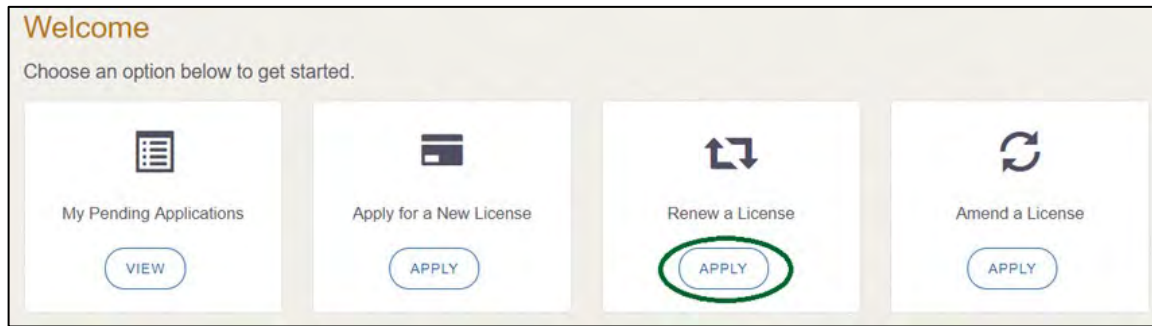 Welcome
Choose an option below to get started.
My Pending Applications
Apply for a New License
Renew a License
Amend a License
VIEW
APPLY
APPLY
APPLY